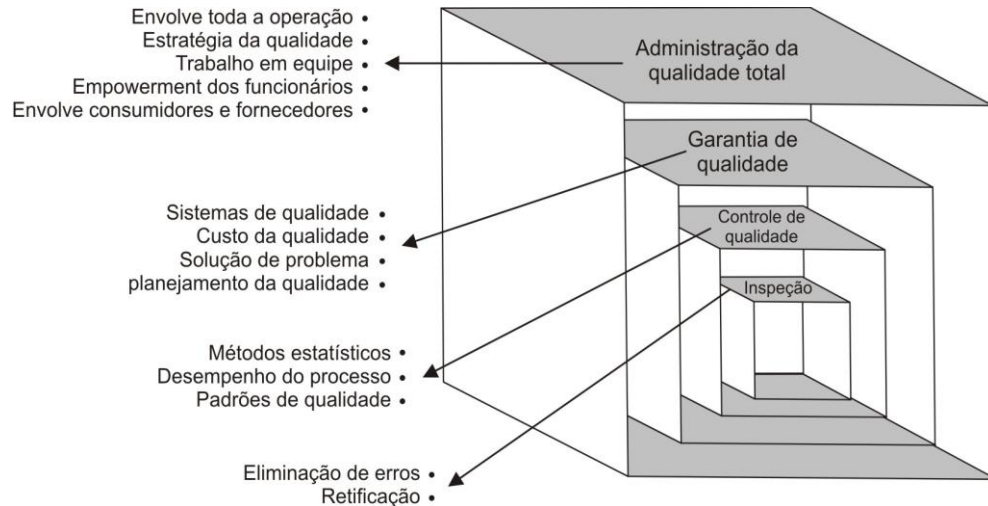 Envolve toda a operação •
Estratégia da qualidade •
Trabalho em equipe •
Empowerment dos funcionários •
Envolve consumidores e fornecedores •
Administração da
qualidade total
Garantia de
qualidade
Sistemas de qualidade •
Custo da qualidade •
Solução de problema •
planejamento da qualidade •
Controle de
qualidade
Inspeção
Métodos estatísticos •
Desempenho do processo •
Padrões de qualidade •
Eliminação de erros •
Retificação •